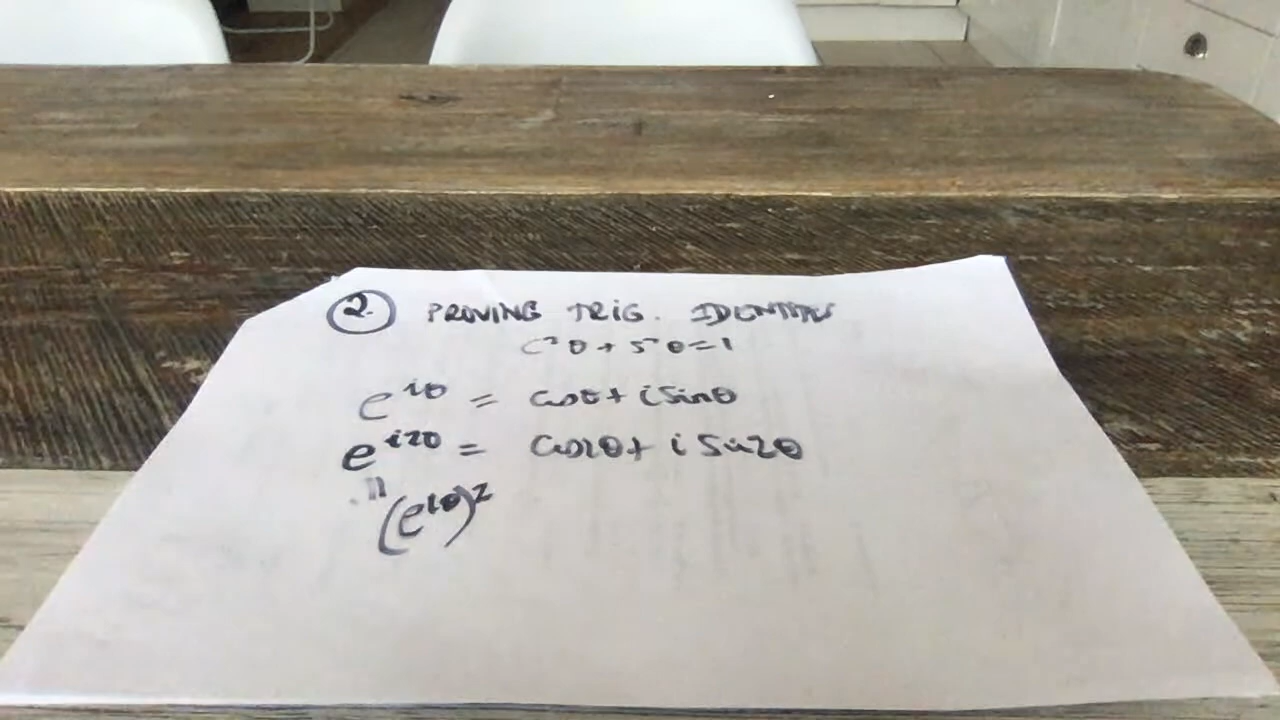 2. PROVING TRIG. IDENTITIES
C²θ + S²θ = 1
e^iθ = cosθ + i sinθ
e^i2θ = cos2θ + i sin2θ
"
(e^iθ)²